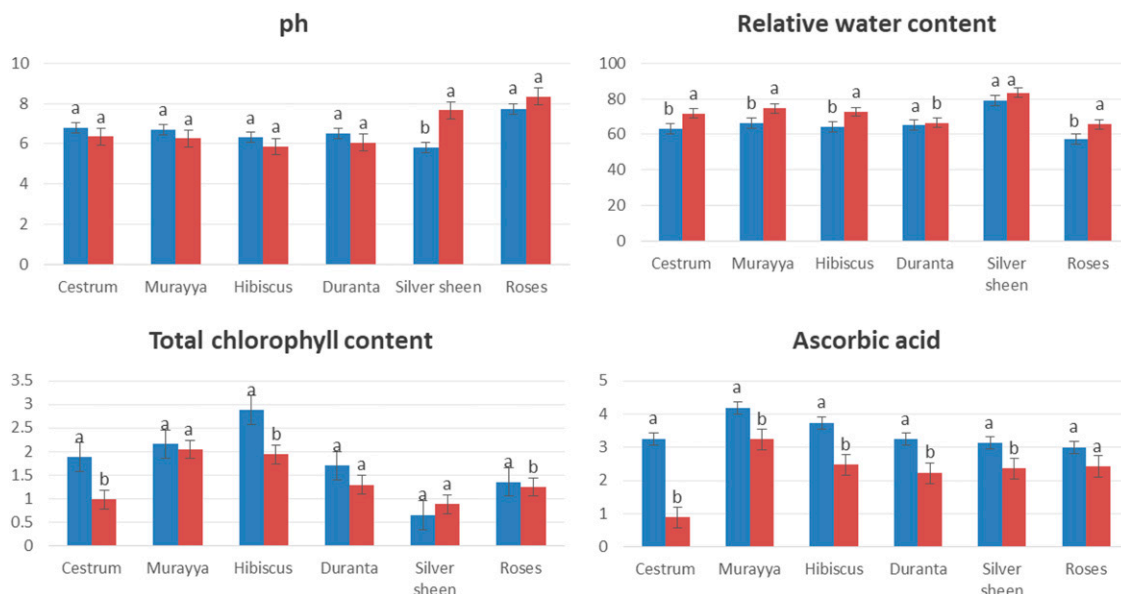 ph
10
8
6
4
2
0
a a a a a a a a b a a a
Cestrum Murayya Hibiscus Duranta Silver sheen Roses
Relative water content
100
80
60
40
20
0
b a b a b a a b a a b a
Cestrum Murayya Hibiscus Duranta Silver sheen Roses
Total chlorophyll content
3.5
3
2.5
2
1.5
1
0.5
0
a b a a a b a a a a a b
Cestrum Murayya Hibiscus Duranta Silver sheen Roses
Ascorbic acid
5
4
3
2
1
0
a b a b a b a b a b a a
Cestrum Murayya Hibiscus Duranta Silver sheen Roses